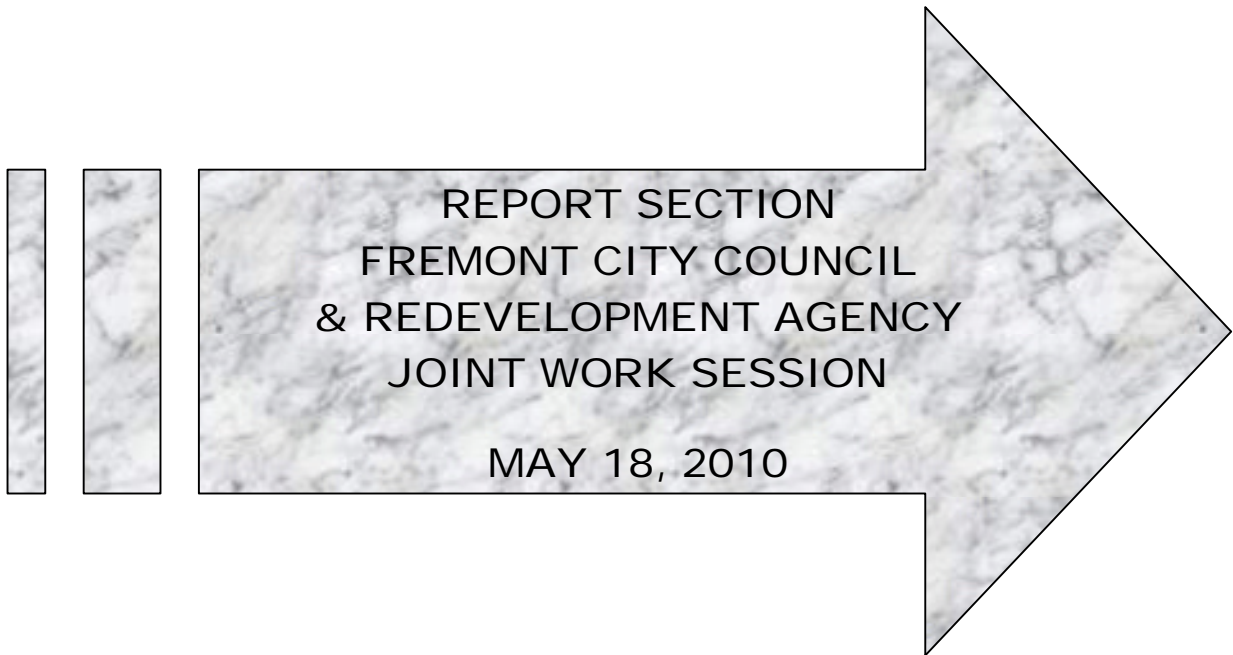 REPORT SECTION
FREMONT CITY COUNCIL
& REDEVELOPMENT AGENCY
JOINT WORK SESSION
MAY 18, 2010